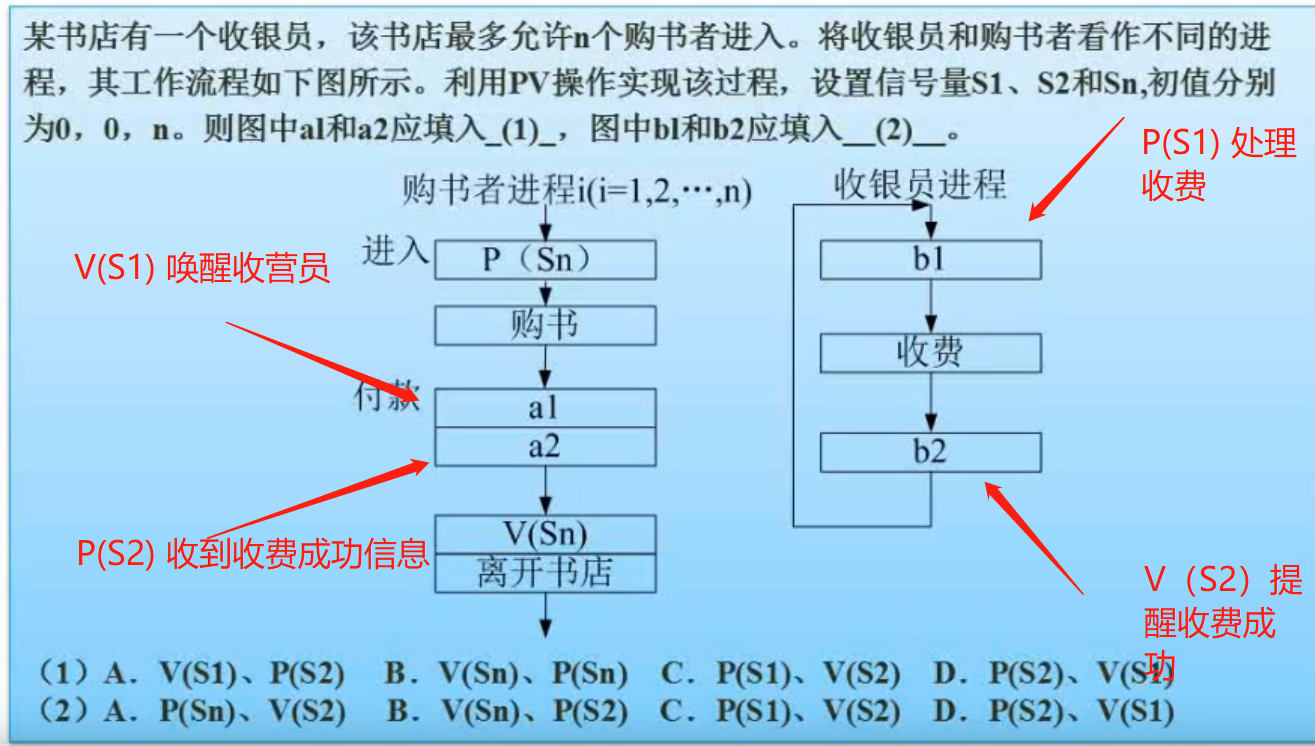 某书店有一个收银员，该书店最多允许n个购书者进入。将收银员和购书者看作不同的进
程，其工作流程如下图所示。利用PV操作实现该过程，设置信号量S1、S2和Sn,初值分别
为0，0，n。则图中al和a2应填入_(1)_，图中bl和b2应填入__(2)__。
P(S1) 处理
收费
购书者进程i(i=1,2,…,n)
收银员进程
进入
P（Sn）
b1
V(S1) 唤醒收营员
购书
收费
付款
a1
a2
b2
P(S2) 收到收费成功信息
V(Sn)
离开书店
V（S2）提
醒收费成
功
（1）A． V(S1)、P(S2) B． V(Sn)、P(Sn) C． P(S1)、V(S2) D． P(S2)、V(S1)
（2）A． P(Sn)、V(S2) B． V(Sn)、P(S2) C． P(S1)、V(S2) D． P(S2)、V(S1)